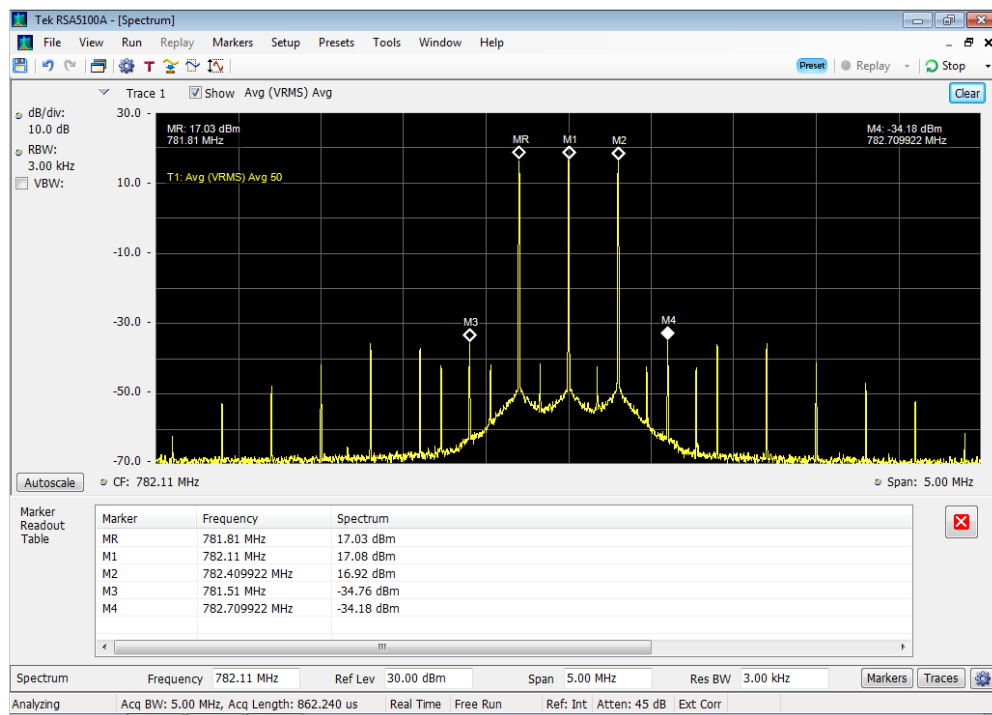 Tek RSA5100A - [Spectrum]
File View Run Replay Markers Setup Presets Tools Window Help
T Preset Replay Stop
Trace 1 Show Avg (VRMS) Avg Clear
dB/div:
10.0 dB
RBW:
3.00 kHz
VBW:
30.0
10.0
-10.0
-30.0
-50.0
-70.0
MR: 17.03 dBm
781.81 MHz
M4: -34.18 dBm
782.709922 MHz
T1: Avg (VRMS) Avg 50
MR M1 M2
M3 M4
Autoscale CF: 782.11 MHz Span: 5.00 MHz
Marker
Readout
Table
Marker Frequency Spectrum
MR 781.81 MHz 17.03 dBm
M1 782.11 MHz 17.08 dBm
M2 782.409922 MHz 16.92 dBm
M3 781.51 MHz -34.76 dBm
M4 782.709922 MHz -34.18 dBm
Spectrum Frequency 782.11 MHz Ref Lev 30.00 dBm Span 5.00 MHz Res BW 3.00 kHz Markers Traces
Analyzing Acq BW: 5.00 MHz, Acq Length: 862.240 us Real Time Free Run Ref: Int Atten: 45 dB Ext Corr